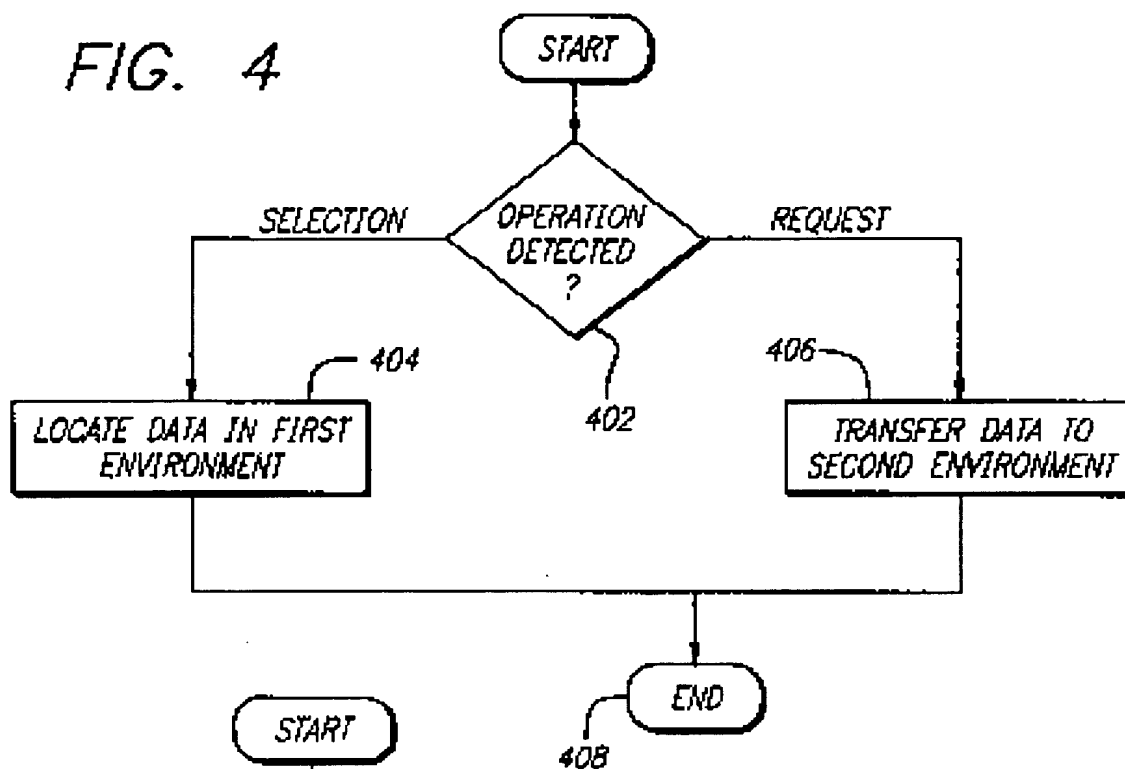 FIG. 4
START
SELECTION
OPERATION
DETECTED
?
REQUEST
402
404
LOCATE DATA IN FIRST
ENVIRONMENT
406
TRANSFER DATA TO
SECOND ENVIRONMENT
END
408
START